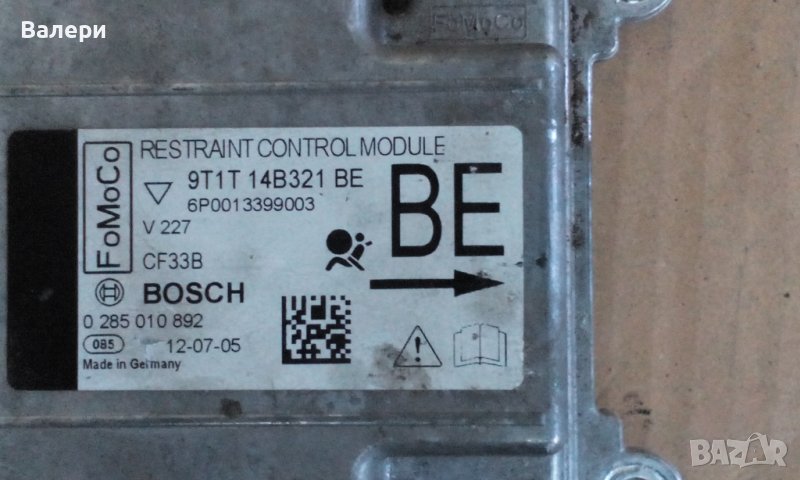 Валери
FoMoCo
FoMoCo
RESTRAINT CONTROL MODULE
9T1T 14B321 BE
6P0013399003
V 227
CF33B
BE
BOSCH
0 285 010 892
085
12-07-05
Made in Germany
BAZAR